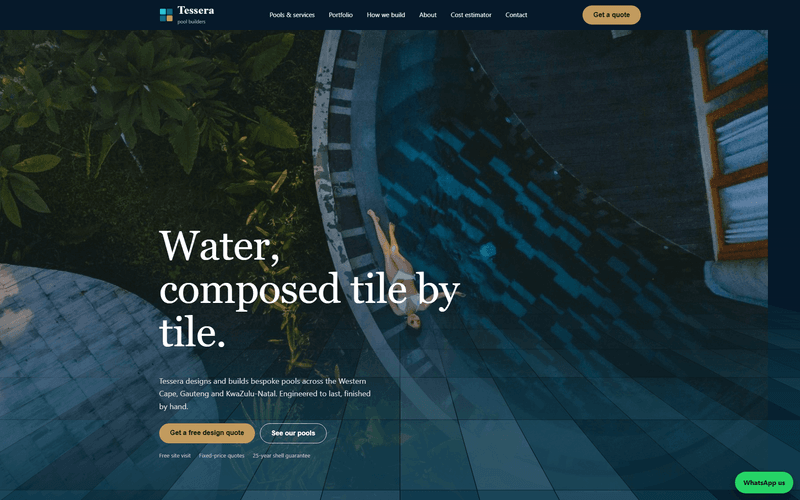 Tessera
pool builders
Pools & services
Portfolio
How we build
About
Cost estimator
Contact
Get a quote
Water,
composed tile by
tile.
Tessera designs and builds bespoke pools across the Western
Cape, Gauteng and KwaZulu-Natal. Engineered to last, finished
by hand.
Get a free design quote
See our pools
Free site visit
Fixed-price quotes
25-year shell guarantee
WhatsApp us